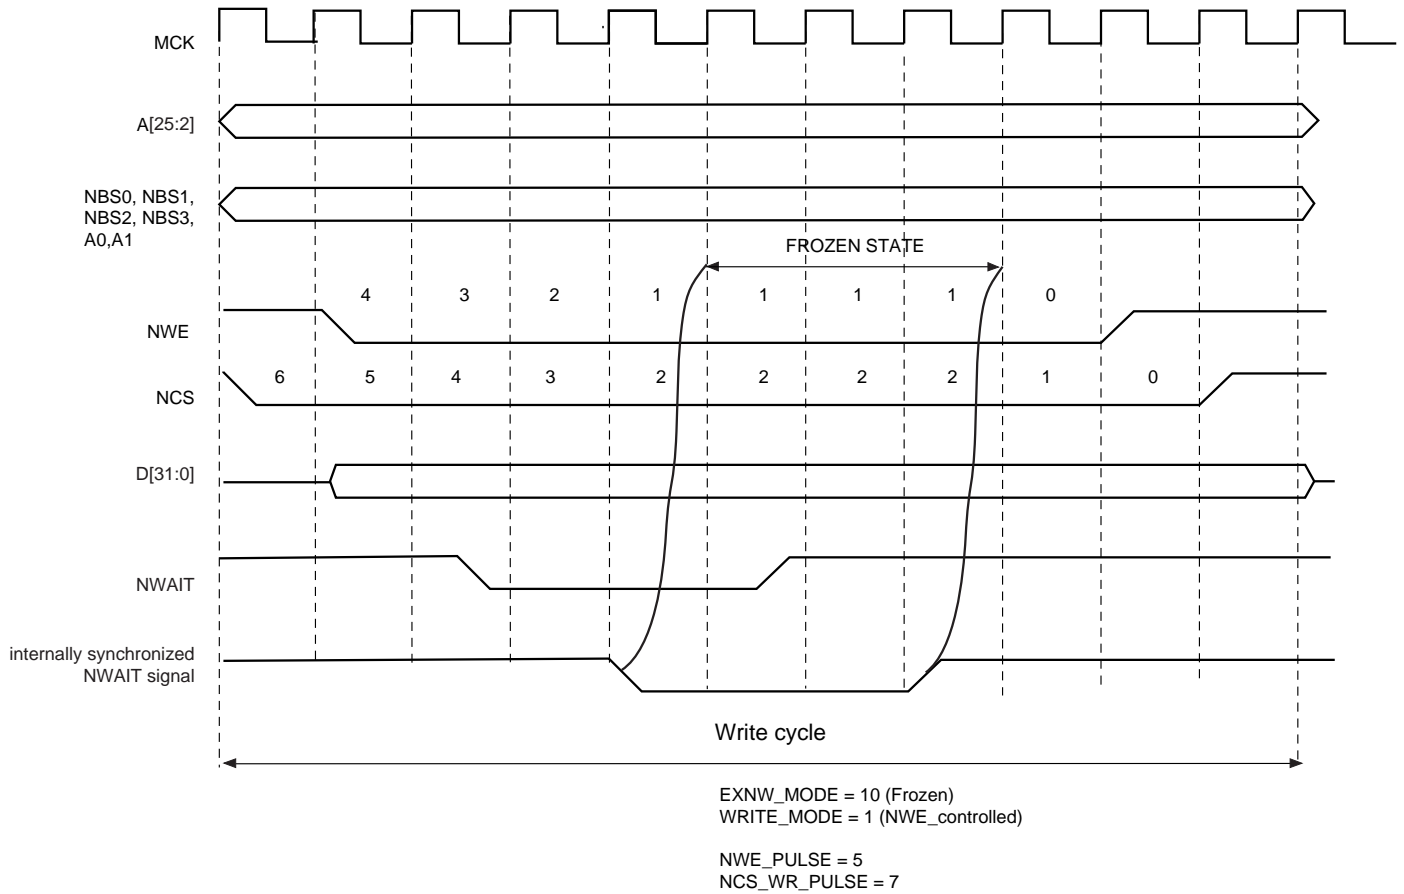 MCK
A[25:2]
NBS0, NBS1,
NBS2, NBS3,
A0,A1
FROZEN STATE
4 3 2 1 1 1 1 0
NWE
6 5 4 3 2 2 2 2 1 0
NCS
D[31:0]
NWAIT
internally synchronized
NWAIT signal
Write cycle
EXNW_MODE = 10 (Frozen)
WRITE_MODE = 1 (NWE_controlled)
NWE_PULSE = 5
NCS_WR_PULSE = 7